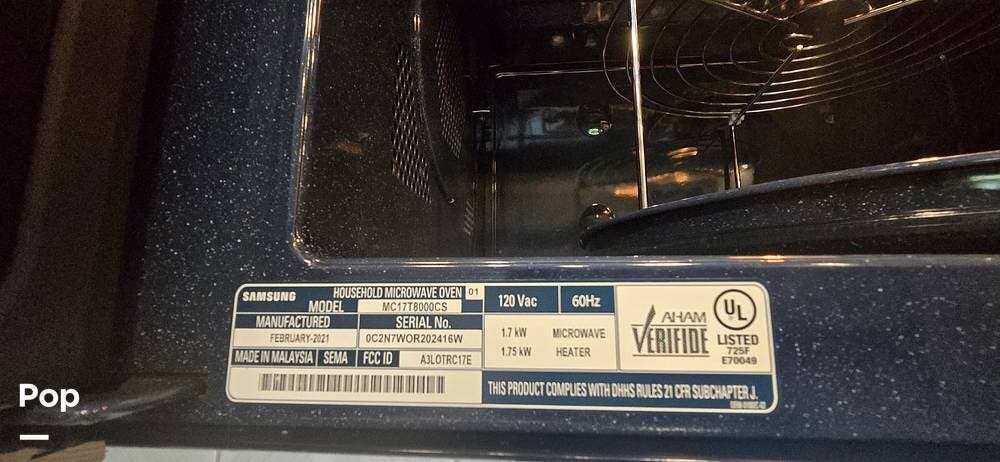 SAMSUNG HOUSEHOLD MICROWAVE OVEN 01
MODEL MC17T8000CS
MANUFACTURED SERIAL No.
FEBRUARY-2021 0C2N7WOR202416W
MADE IN MALAYSIA SEMA FCC ID A3LOTRC17E
120 Vac 60Hz
1.7 kW MICROWAVE
1.75 kW HEATER
AHAM
VERIFIDE
UL
LISTED
725F
E70049
THIS PRODUCT COMPLIES WITH DHHS RULES 21 CFR SUBCHAPTER J.
Pop